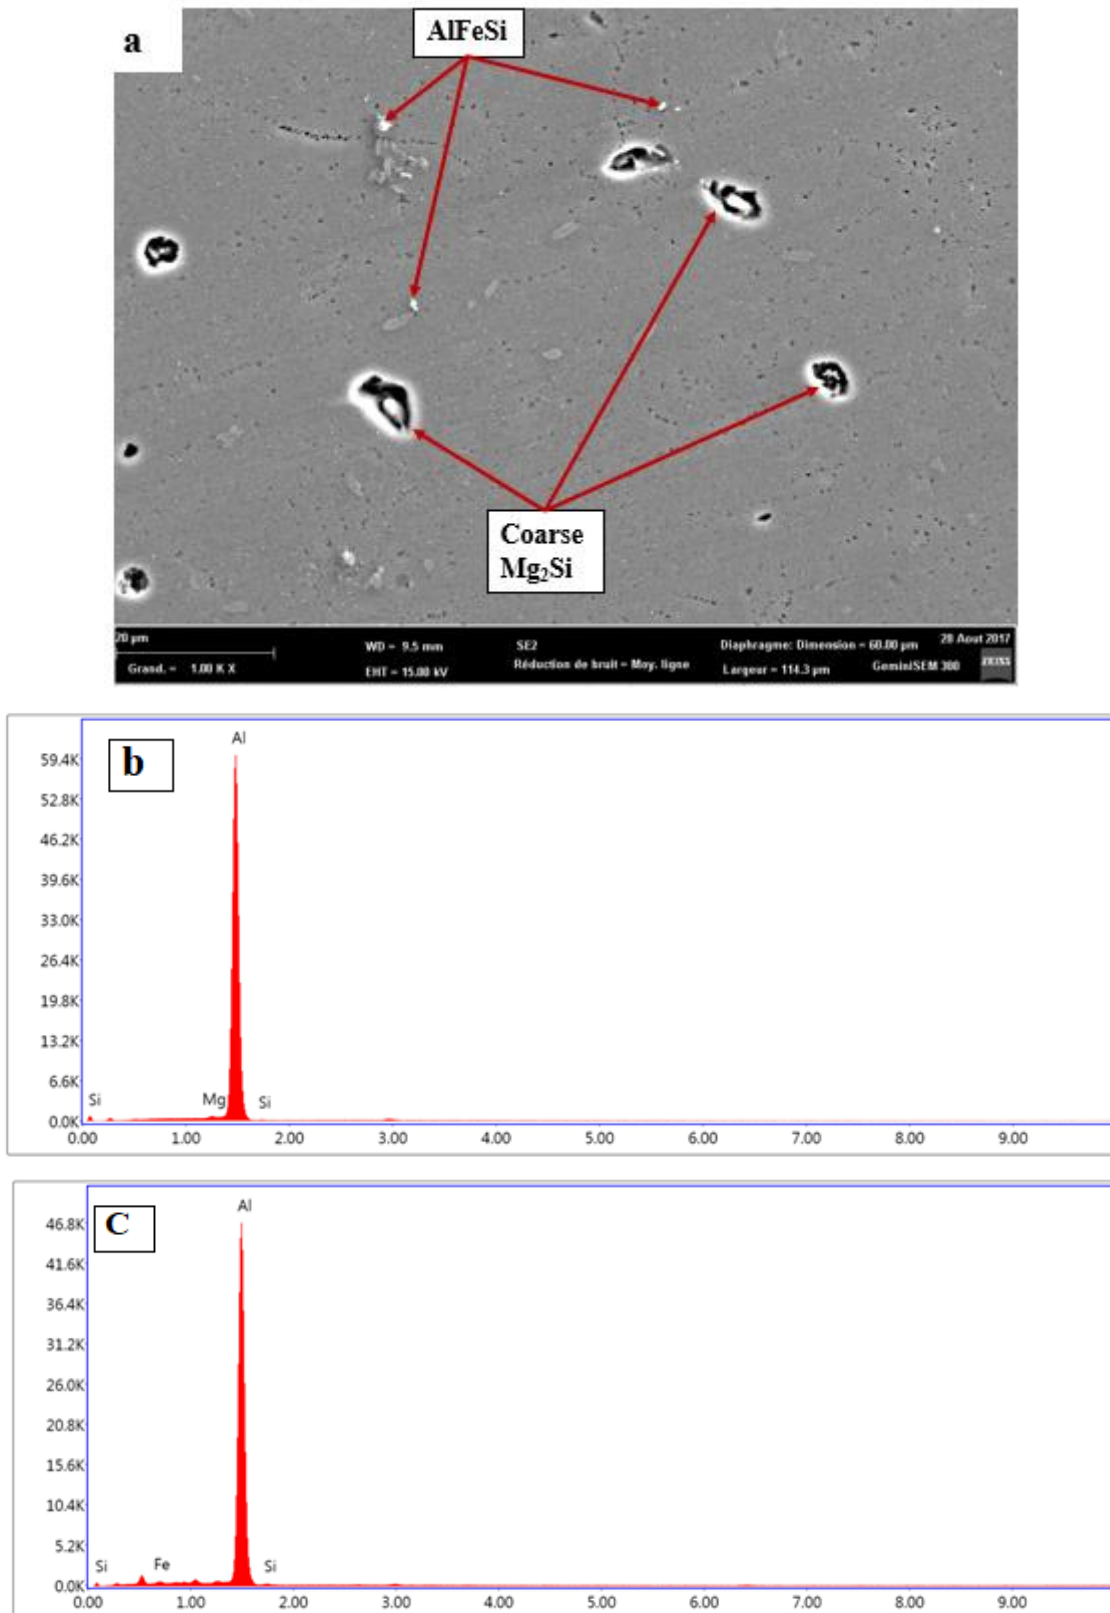 a
AlFeSi
Coarse
Mg₂Si
20 µm
Grand. = 1.00 K X
WD = 9.5 mm
EHT = 15.00 kV
SE2
Réduction de bruit = Moy. ligne
Diaphragme: Dimension = 60.00 µm
Largeur = 114.3 µm
28 Aout 2017
GeminiSEM 300
ZEISS
b
Al
59.4K
52.8K
46.2K
39.6K
33.0K
26.4K
19.8K
13.2K
6.6K
Si Mg Si
0.0K
0.00 1.00 2.00 3.00 4.00 5.00 6.00 7.00 8.00 9.00
C
Al
46.8K
41.6K
36.4K
31.2K
26.0K
20.8K
15.6K
10.4K
5.2K
Si Fe Si
0.0K
0.00 1.00 2.00 3.00 4.00 5.00 6.00 7.00 8.00 9.00